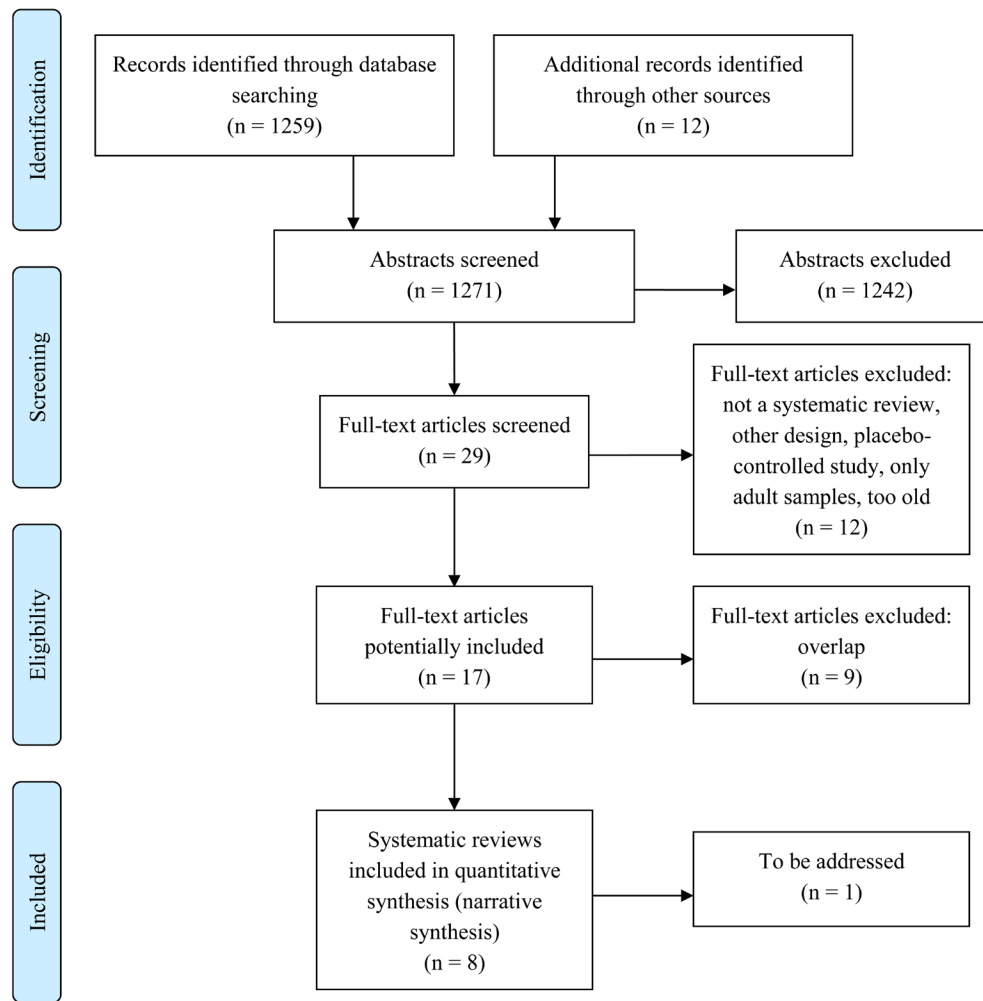 Identification
Records identified through database
searching
(n = 1259)
Additional records identified
through other sources
(n = 12)
Screening
Abstracts screened
(n = 1271)
Abstracts excluded
(n = 1242)
Full-text articles screened
(n = 29)
Full-text articles excluded:
not a systematic review,
other design, placebo-
controlled study, only
adult samples, too old
(n = 12)
Eligibility
Full-text articles
potentially included
(n = 17)
Full-text articles excluded:
overlap
(n = 9)
Included
Systematic reviews
included in quantitative
synthesis (narrative
synthesis)
(n = 8)
To be addressed
(n = 1)